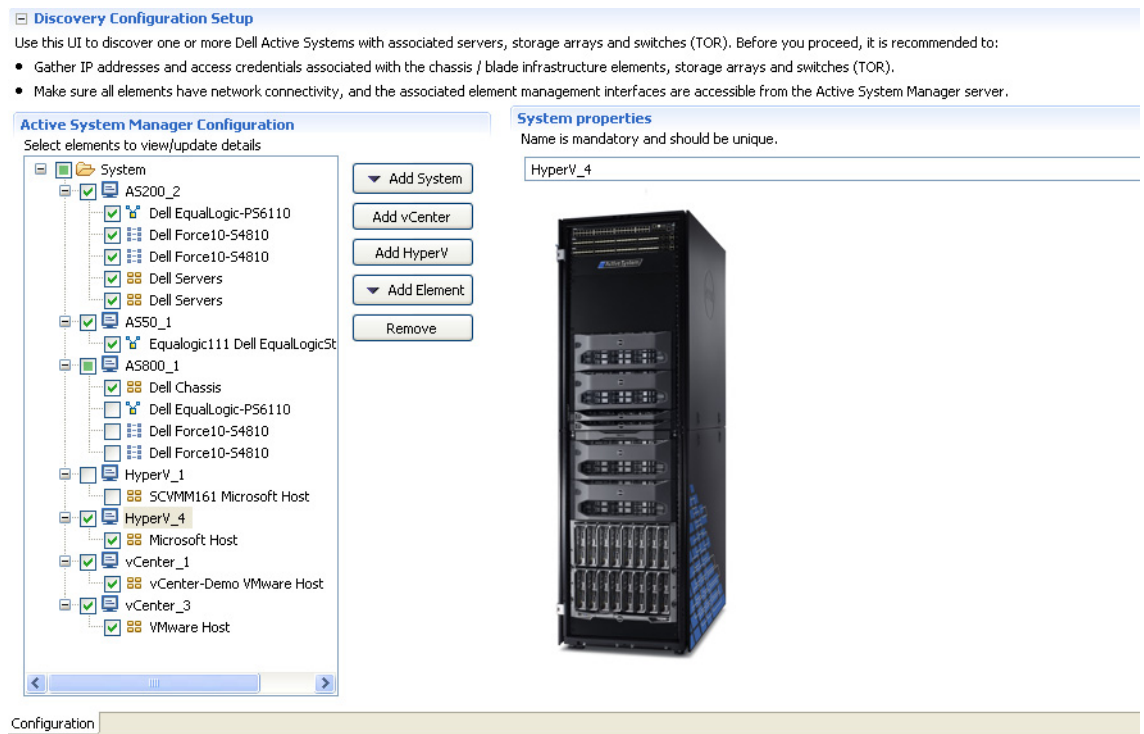 Discovery Configuration Setup
Use this UI to discover one or more Dell Active Systems with associated servers, storage arrays and switches (TOR). Before you proceed, it is recommended to:
• Gather IP addresses and access credentials associated with the chassis / blade infrastructure elements, storage arrays and switches (TOR).
• Make sure all elements have network connectivity, and the associated element management interfaces are accessible from the Active System Manager server.
Active System Manager Configuration
Select elements to view/update details
System
AS200_2
Dell EqualLogic-PS6110
Dell Force10-S4810
Dell Force10-S4810
Dell Servers
Dell Servers
AS50_1
Equalogic111 Dell EqualLogicSt
AS800_1
Dell Chassis
Dell EqualLogic-PS6110
Dell Force10-S4810
Dell Force10-S4810
HyperV_1
SCVMM161 Microsoft Host
HyperV_4
Microsoft Host
vCenter_1
vCenter-Demo VMware Host
vCenter_3
VMware Host
Add System
Add vCenter
Add HyperV
Add Element
Remove
System properties
Name is mandatory and should be unique.
HyperV_4
Active System
Configuration